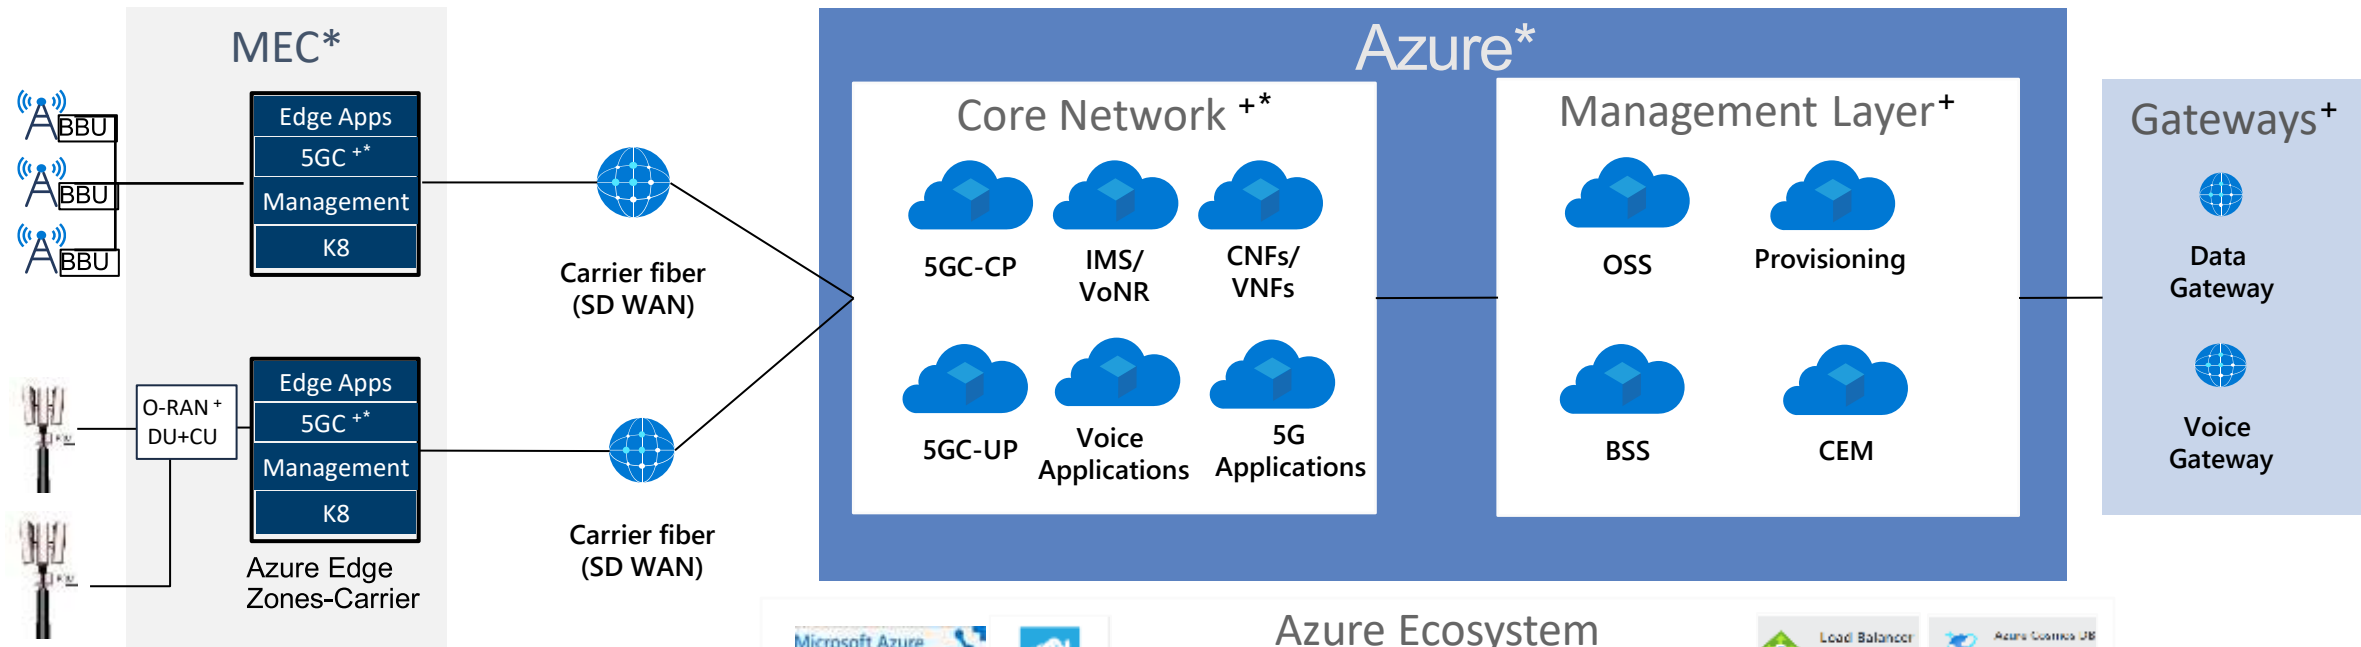 MEC*
BBU
BBU
BBU
Edge Apps
5GC +*
Management
K8
O-RAN +
DU+CU
Edge Apps
5GC +*
Management
K8
Azure Edge
Zones-Carrier
Carrier fiber
(SD WAN)
Carrier fiber
(SD WAN)
Azure*
Core Network +*
5GC-CP
IMS/
VoNR
CNFs/
VNFs
5GC-UP
Voice
Applications
5G
Applications
Management Layer+
OSS
Provisioning
BSS
CEM
Gateways+
Data
Gateway
Voice
Gateway
Azure Ecosystem
Microsoft Azure
Load Balancer
Azure Cosmos DB